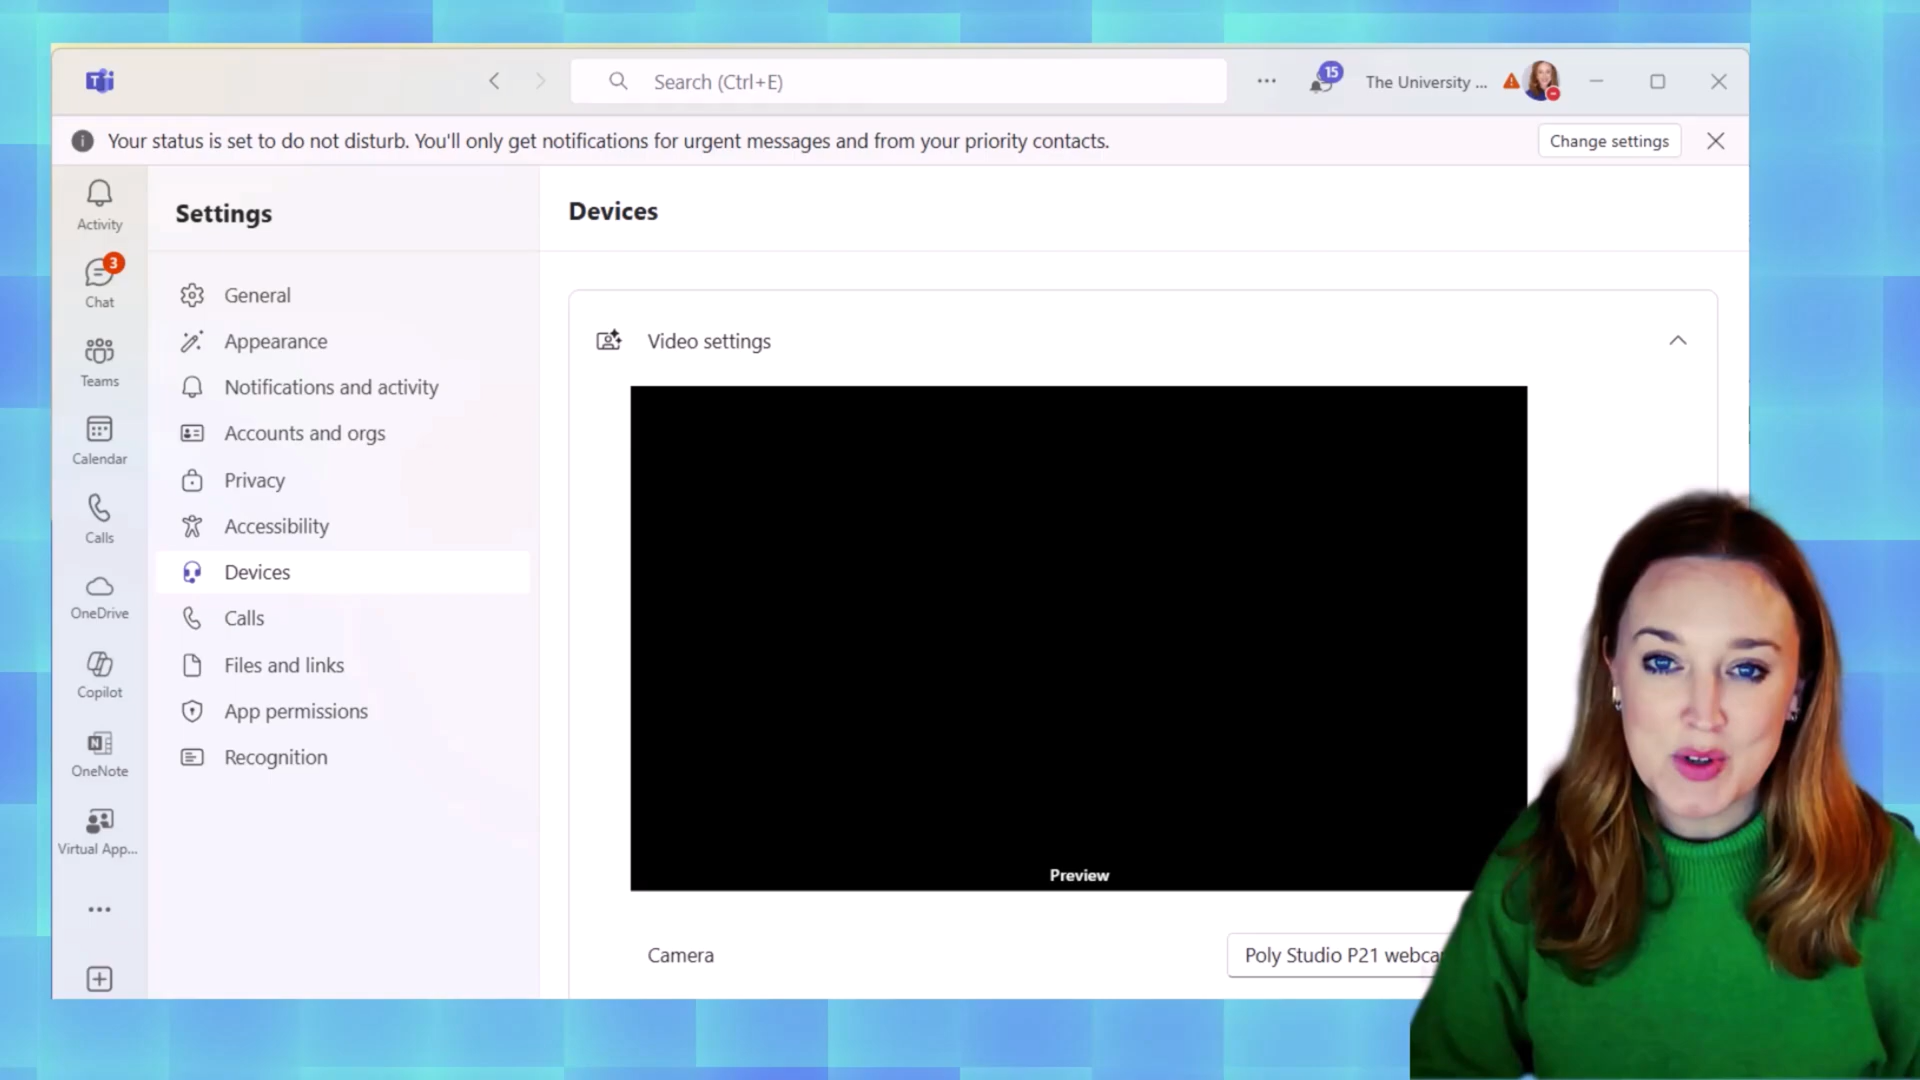 Search (Ctrl+E)
15
The University ...
Your status is set to do not disturb. You'll only get notifications for urgent messages and from your priority contacts.
Change settings
Activity
3
Chat
Teams
Calendar
Calls
OneDrive
Copilot
OneNote
Virtual App...
Settings
General
Appearance
Notifications and activity
Accounts and orgs
Privacy
Accessibility
Devices
Calls
Files and links
App permissions
Recognition
Devices
Video settings
Preview
Camera
Poly Studio P21 webca